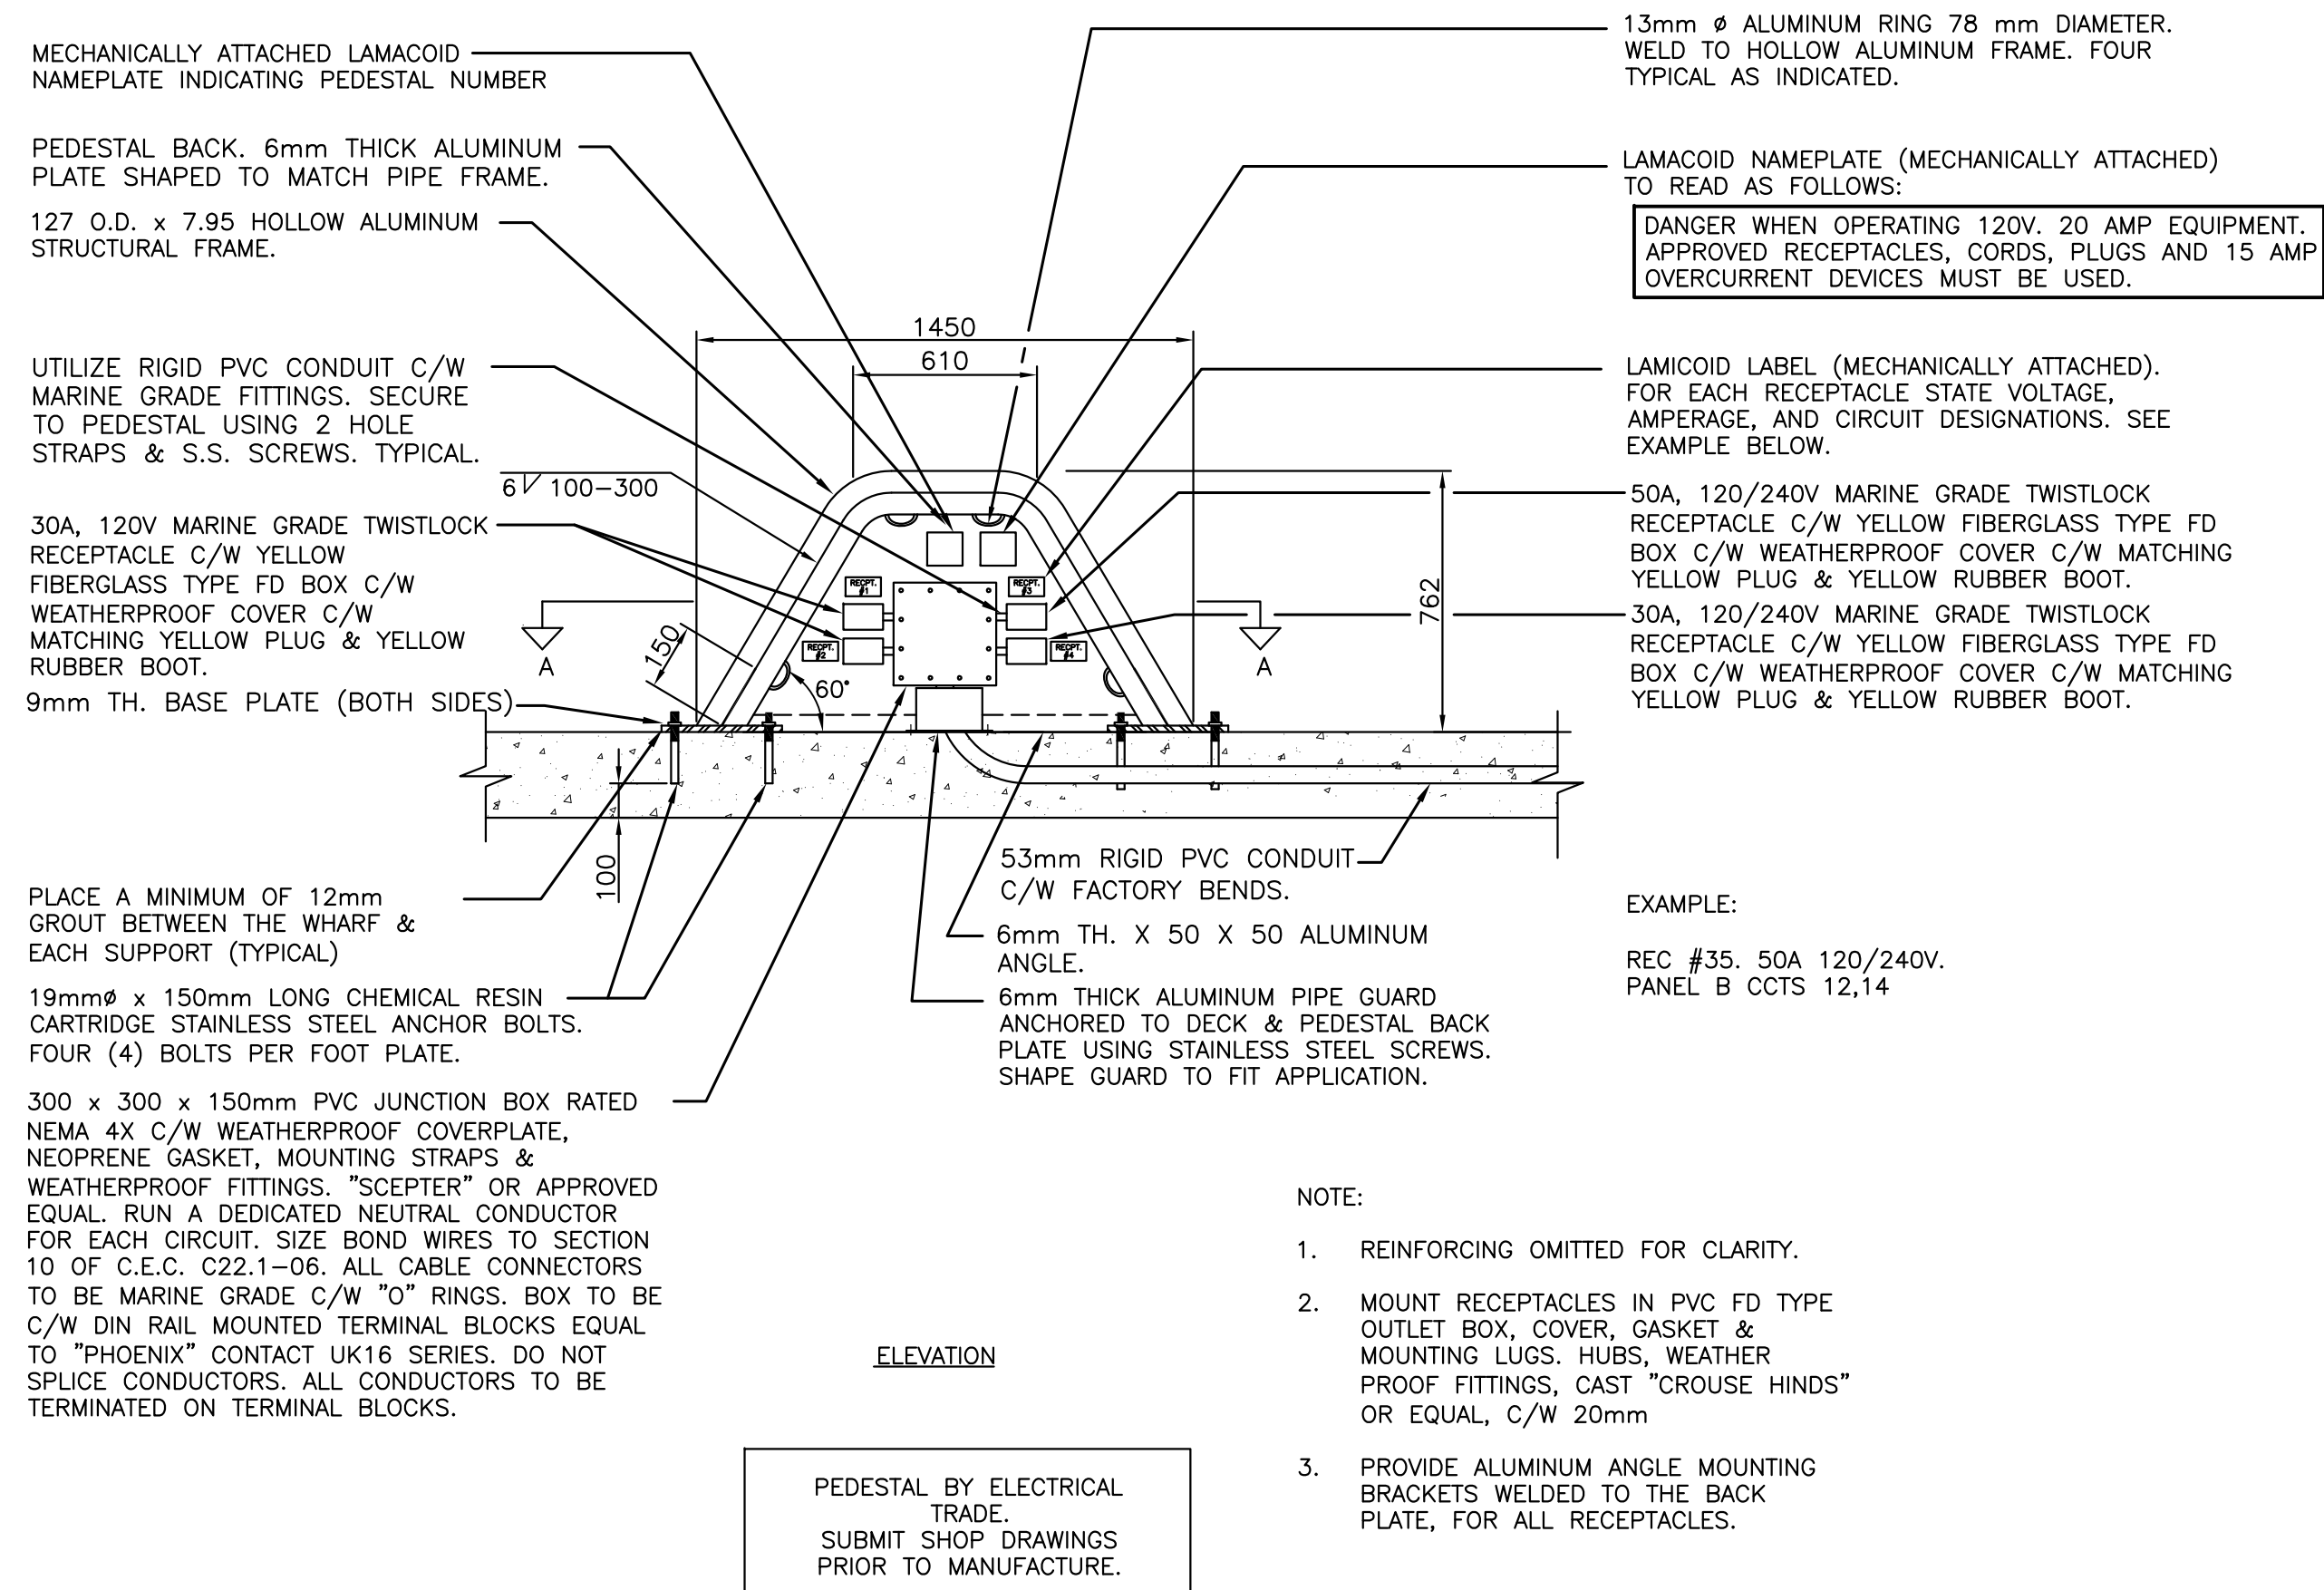 MECHANICALLY ATTACHED LAMACOID
NAMEPLATE INDICATING PEDESTAL NUMBER
PEDESTAL BACK. 6mm THICK ALUMINUM
PLATE SHAPED TO MATCH PIPE FRAME.
127 O.D. x 7.95 HOLLOW ALUMINUM
STRUCTURAL FRAME.
UTILIZE RIGID PVC CONDUIT C/W
MARINE GRADE FITTINGS. SECURE
TO PEDESTAL USING 2 HOLE
STRAPS & S.S. SCREWS. TYPICAL.
6 100-300
30A, 120V MARINE GRADE TWISTLOCK
RECEPTACLE C/W YELLOW
FIBERGLASS TYPE FD BOX C/W
WEATHERPROOF COVER C/W
MATCHING YELLOW PLUG & YELLOW
RUBBER BOOT.
9mm TH. BASE PLATE (BOTH SIDES)
PLACE A MINIMUM OF 12mm
GROUT BETWEEN THE WHARF &
EACH SUPPORT (TYPICAL)
19mmø x 150mm LONG CHEMICAL RESIN
CARTRIDGE STAINLESS STEEL ANCHOR BOLTS.
FOUR (4) BOLTS PER FOOT PLATE.
300 x 300 x 150mm PVC JUNCTION BOX RATED
NEMA 4X C/W WEATHERPROOF COVERPLATE,
NEOPRENE GASKET, MOUNTING STRAPS &
WEATHERPROOF FITTINGS. "SCEPTER" OR APPROVED
EQUAL. RUN A DEDICATED NEUTRAL CONDUCTOR
FOR EACH CIRCUIT. SIZE BOND WIRES TO SECTION
10 OF C.E.C. C22.1-06. ALL CABLE CONNECTORS
TO BE MARINE GRADE C/W "O" RINGS. BOX TO BE
C/W DIN RAIL MOUNTED TERMINAL BLOCKS EQUAL
TO "PHOENIX" CONTACT UK16 SERIES. DO NOT
SPLICE CONDUCTORS. ALL CONDUCTORS TO BE
TERMINATED ON TERMINAL BLOCKS.
1450
610
762
150
60°
100
A
A
RECPT.
#1
RECPT.
#2
RECPT.
#3
RECPT.
#4
13mm ø ALUMINUM RING 78 mm DIAMETER.
WELD TO HOLLOW ALUMINUM FRAME. FOUR
TYPICAL AS INDICATED.
LAMACOID NAMEPLATE (MECHANICALLY ATTACHED)
TO READ AS FOLLOWS:
DANGER WHEN OPERATING 120V. 20 AMP EQUIPMENT.
APPROVED RECEPTACLES, CORDS, PLUGS AND 15 AMP
OVERCURRENT DEVICES MUST BE USED.
LAMICOID LABEL (MECHANICALLY ATTACHED).
FOR EACH RECEPTACLE STATE VOLTAGE,
AMPERAGE, AND CIRCUIT DESIGNATIONS. SEE
EXAMPLE BELOW.
50A, 120/240V MARINE GRADE TWISTLOCK
RECEPTACLE C/W YELLOW FIBERGLASS TYPE FD
BOX C/W WEATHERPROOF COVER C/W MATCHING
YELLOW PLUG & YELLOW RUBBER BOOT.
30A, 120/240V MARINE GRADE TWISTLOCK
RECEPTACLE C/W YELLOW FIBERGLASS TYPE FD
BOX C/W WEATHERPROOF COVER C/W MATCHING
YELLOW PLUG & YELLOW RUBBER BOOT.
53mm RIGID PVC CONDUIT
C/W FACTORY BENDS.
6mm TH. X 50 X 50 ALUMINUM
ANGLE.
6mm THICK ALUMINUM PIPE GUARD
ANCHORED TO DECK & PEDESTAL BACK
PLATE USING STAINLESS STEEL SCREWS.
SHAPE GUARD TO FIT APPLICATION.
EXAMPLE:
REC #35. 50A 120/240V.
PANEL B CCTS 12,14
NOTE:
1. REINFORCING OMITTED FOR CLARITY.
2. MOUNT RECEPTACLES IN PVC FD TYPE
OUTLET BOX, COVER, GASKET &
MOUNTING LUGS. HUBS, WEATHER
PROOF FITTINGS, CAST "CROUSE HINDS"
OR EQUAL, C/W 20mm
3. PROVIDE ALUMINUM ANGLE MOUNTING
BRACKETS WELDED TO THE BACK
PLATE, FOR ALL RECEPTACLES.
ELEVATION
PEDESTAL BY ELECTRICAL
TRADE.
SUBMIT SHOP DRAWINGS
PRIOR TO MANUFACTURE.